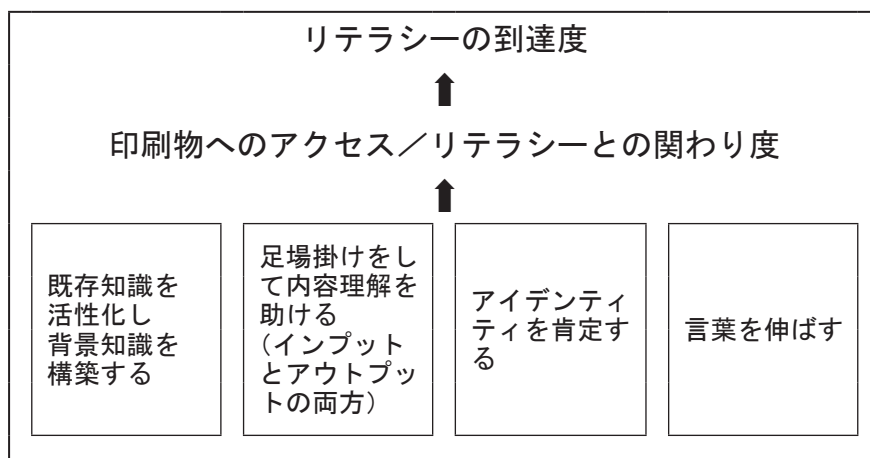 リテラシーの到達度
印刷物へのアクセス／リテラシーとの関わり度
既存知識を
活性化し
背景知識を
構築する
足場掛けをし
て内容理解を
助ける
（インプット
とアウトプッ
トの両方）
アイデンティ
ティを肯定す
る
言葉を伸ばす